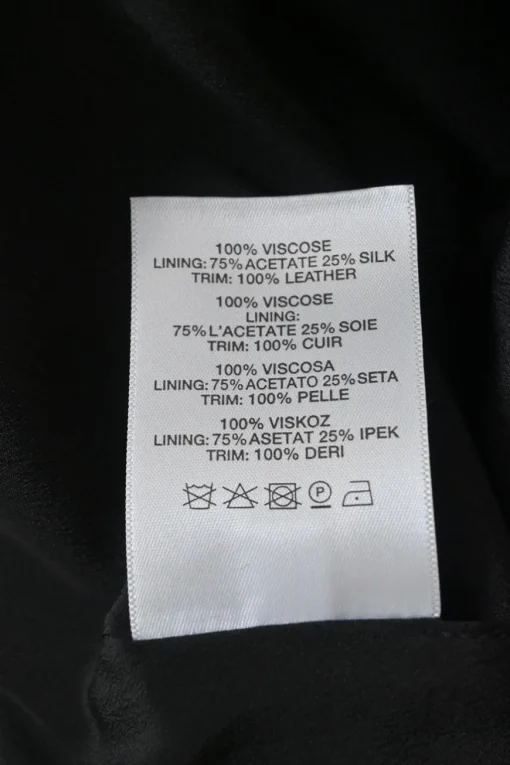 100% VISCOSE
LINING: 75% ACETATE 25% SILK
TRIM: 100% LEATHER
100% VISCOSE
LINING:
75% L'ACETATE 25% SOIE
TRIM: 100% CUIR
100% VISCOSA
LINING: 75% ACETATO 25% SETA
TRIM: 100% PELLE
100% VISKOZ
LINING: 75% ASETAT 25% IPEK
TRIM: 100% DERI
P